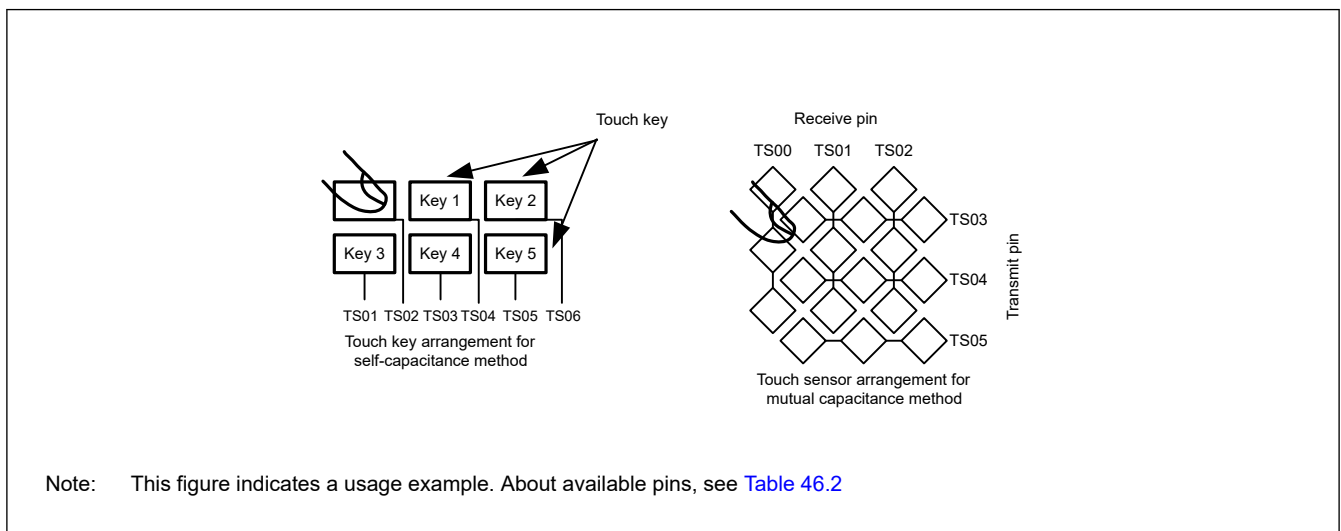 Touch key
Receive pin
TS00 TS01 TS02
Key 1 Key 2
TS03
Key 3 Key 4 Key 5
TS04
Transmit pin
TS01 TS02 TS03 TS04 TS05 TS06
TS05
Touch key arrangement for
self-capacitance method
Touch sensor arrangement for
mutual capacitance method
Note: This figure indicates a usage example. About available pins, see Table 46.2